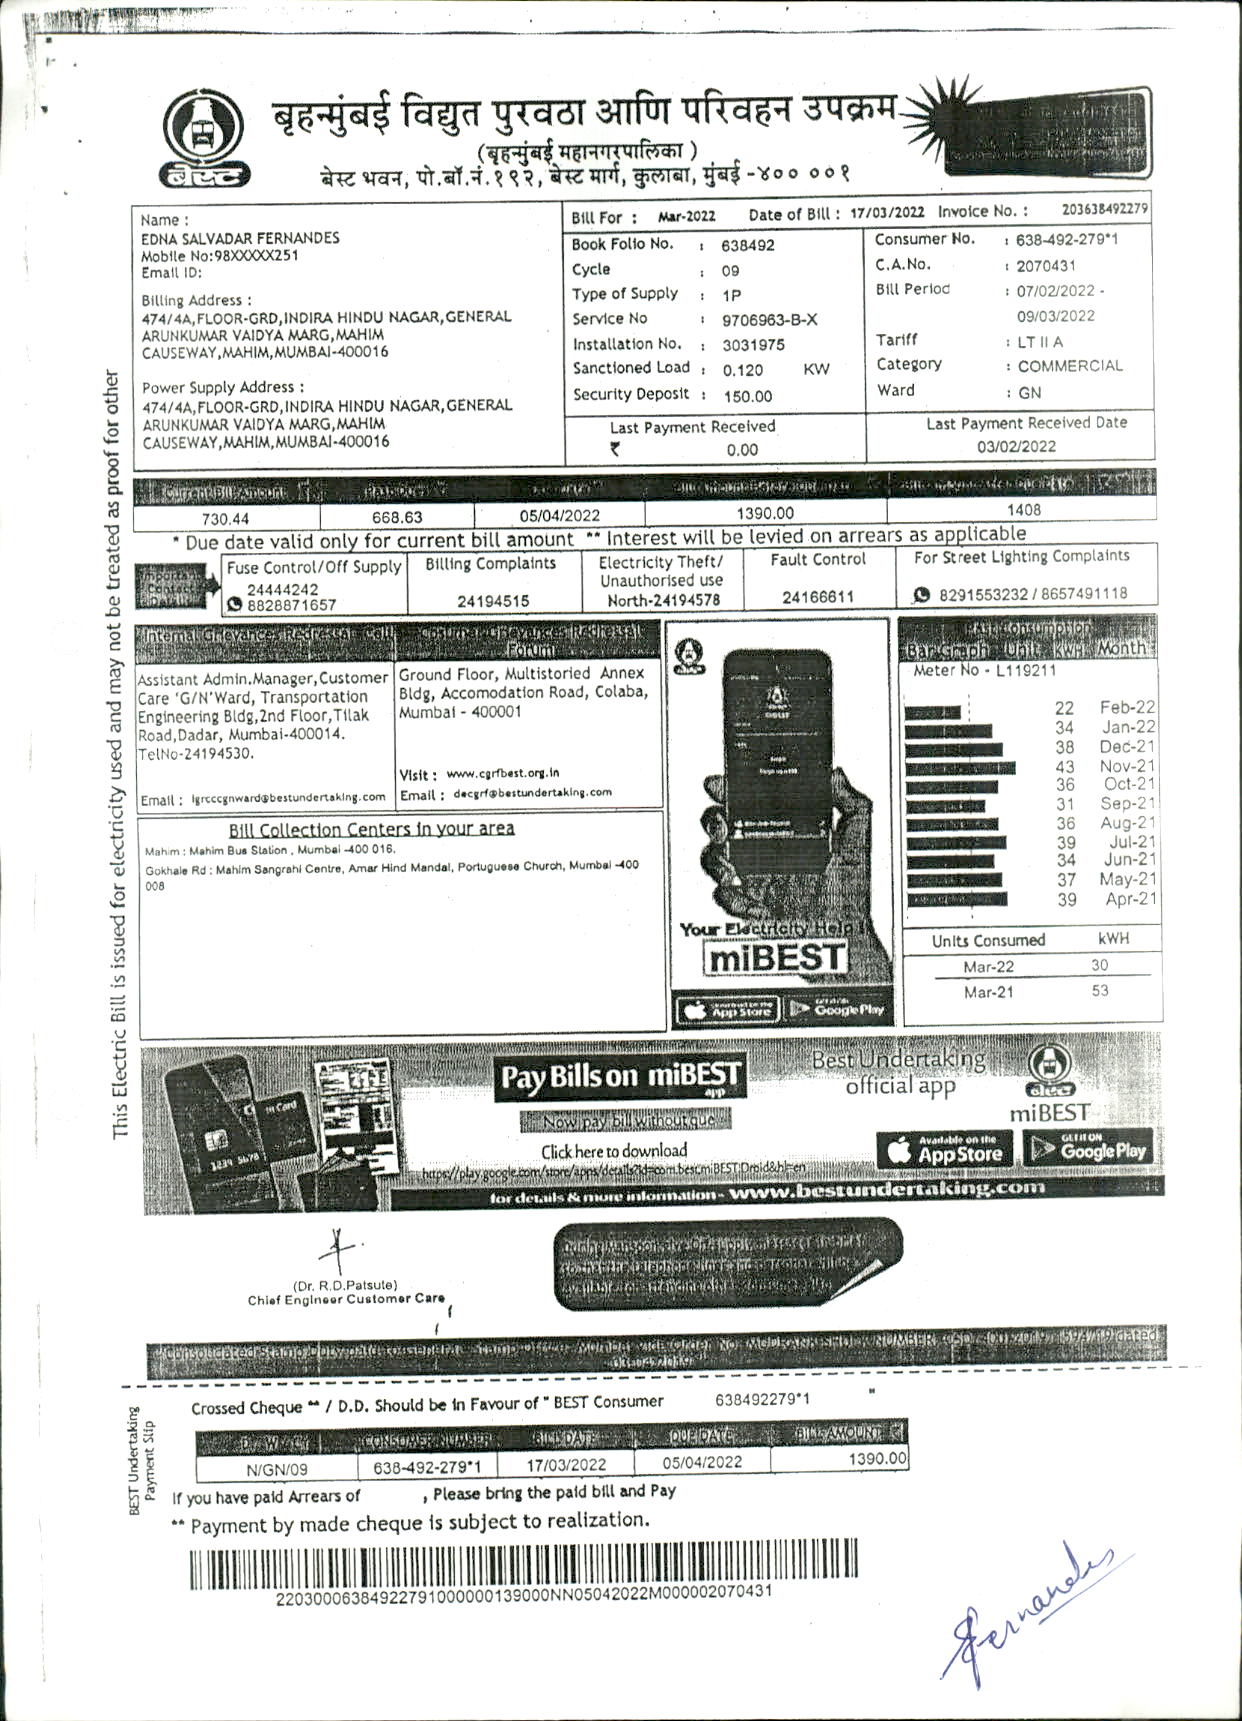 बृहन्मुंबई विद्युत पुरवठा आणि परिवहन उपक्रम
(बृहन्मुंबई महानगरपालिका )
बेस्ट भवन, पो.बॉ.नं.१९२, बेस्ट मार्ग, कुलाबा, मुंबई -४०० ००१
बेस्ट
Name :
EDNA SALVADAR FERNANDES
Mobile No:98XXXXX251
Email ID:
Billing Address :
474/4A,FLOOR-GRD,INDIRA HINDU NAGAR,GENERAL
ARUNKUMAR VAIDYA MARG,MAHIM
CAUSEWAY,MAHIM,MUMBAI-400016
Power Supply Address :
474/4A,FLOOR-GRD,INDIRA HINDU NAGAR,GENERAL
ARUNKUMAR VAIDYA MARG,MAHIM
CAUSEWAY,MAHIM,MUMBAI-400016
Bill For : Mar-2022 Date of Bill : 17/03/2022 Invoice No. : 203638492279
Book Folio No. : 638492
Cycle : 09
Type of Supply : 1P
Service No : 9706963-B-X
Installation No. : 3031975
Sanctioned Load : 0.120 KW
Security Deposit : 150.00
Consumer No. : 638-492-279*1
C.A.No. : 2070431
Bill Period : 07/02/2022 -
09/03/2022
Tariff : LT II A
Category : COMMERCIAL
Ward : GN
Last Payment Received
₹ 0.00
Last Payment Received Date
03/02/2022
Current Bill Amount
730.44 668.63 05/04/2022 1390.00 1408
* Due date valid only for current bill amount ** Interest will be levied on arrears as applicable
Important
Contact
Details
Fuse Control/Off Supply
24444242
8828871657
Billing Complaints
24194515
Electricity Theft/
Unauthorised use
North-24194578
Fault Control
24166611
For Street Lighting Complaints
8291553232 / 8657491118
Internal Grievances Redressal Cell
Assistant Admin.Manager,Customer
Care 'G/N'Ward, Transportation
Engineering Bldg,2nd Floor,Tilak
Road,Dadar, Mumbai-400014.
TelNo-24194530.
Email : igrcccgnward@bestundertaking.com
Cosumer Grievances Redressal
Forum
Ground Floor, Multistoried Annex
Bldg, Accomodation Road, Colaba,
Mumbai - 400001
Visit : www.cgrfbest.org.in
Email : decgrf@bestundertaking.com
Bill Collection Centers in your area
Mahim : Mahim Bus Station , Mumbai -400 016.
Gokhale Rd : Mahim Sangrahi Centre, Amar Hind Mandal, Portuguese Church, Mumbai -400
008
Your Electricity Help
miBEST
App Store
GET IT ON
Google Play
Past Consumption
Bar Graph Unit kWH Month
Meter No - L119211
22 Feb-22
34 Jan-22
38 Dec-21
43 Nov-21
36 Oct-21
31 Sep-21
36 Aug-21
39 Jul-21
34 Jun-21
37 May-21
39 Apr-21
Units Consumed kWH
Mar-22 30
Mar-21 53
This Electric Bill is issued for electricity used and may not be treated as proof for other
Pay Bills on miBEST
app
Now pay bill without que
Click here to download
https://play.google.com/store/apps/details?id=com.best.miBESTDroid&hl=en
for details & more information- www.bestundertaking.com
Best Undertaking
official app
बेस्ट
miBEST
Available on the
App Store
GET IT ON
Google Play
(Dr. R.D.Patsute)
Chief Engineer Customer Care
Crossed Cheque ** / D.D. Should be in Favour of " BEST Consumer 638492279*1 "
BEST Undertaking
Payment Slip
CONSUMER NUMBER BILL DATE DUE DATE BILL AMOUNT
N/GN/09 638-492-279*1 17/03/2022 05/04/2022 1390.00
If you have paid Arrears of , Please bring the paid bill and Pay
** Payment by made cheque is subject to realization.
22030006384922791000000139000NN05042022M000002070431
Fernandes